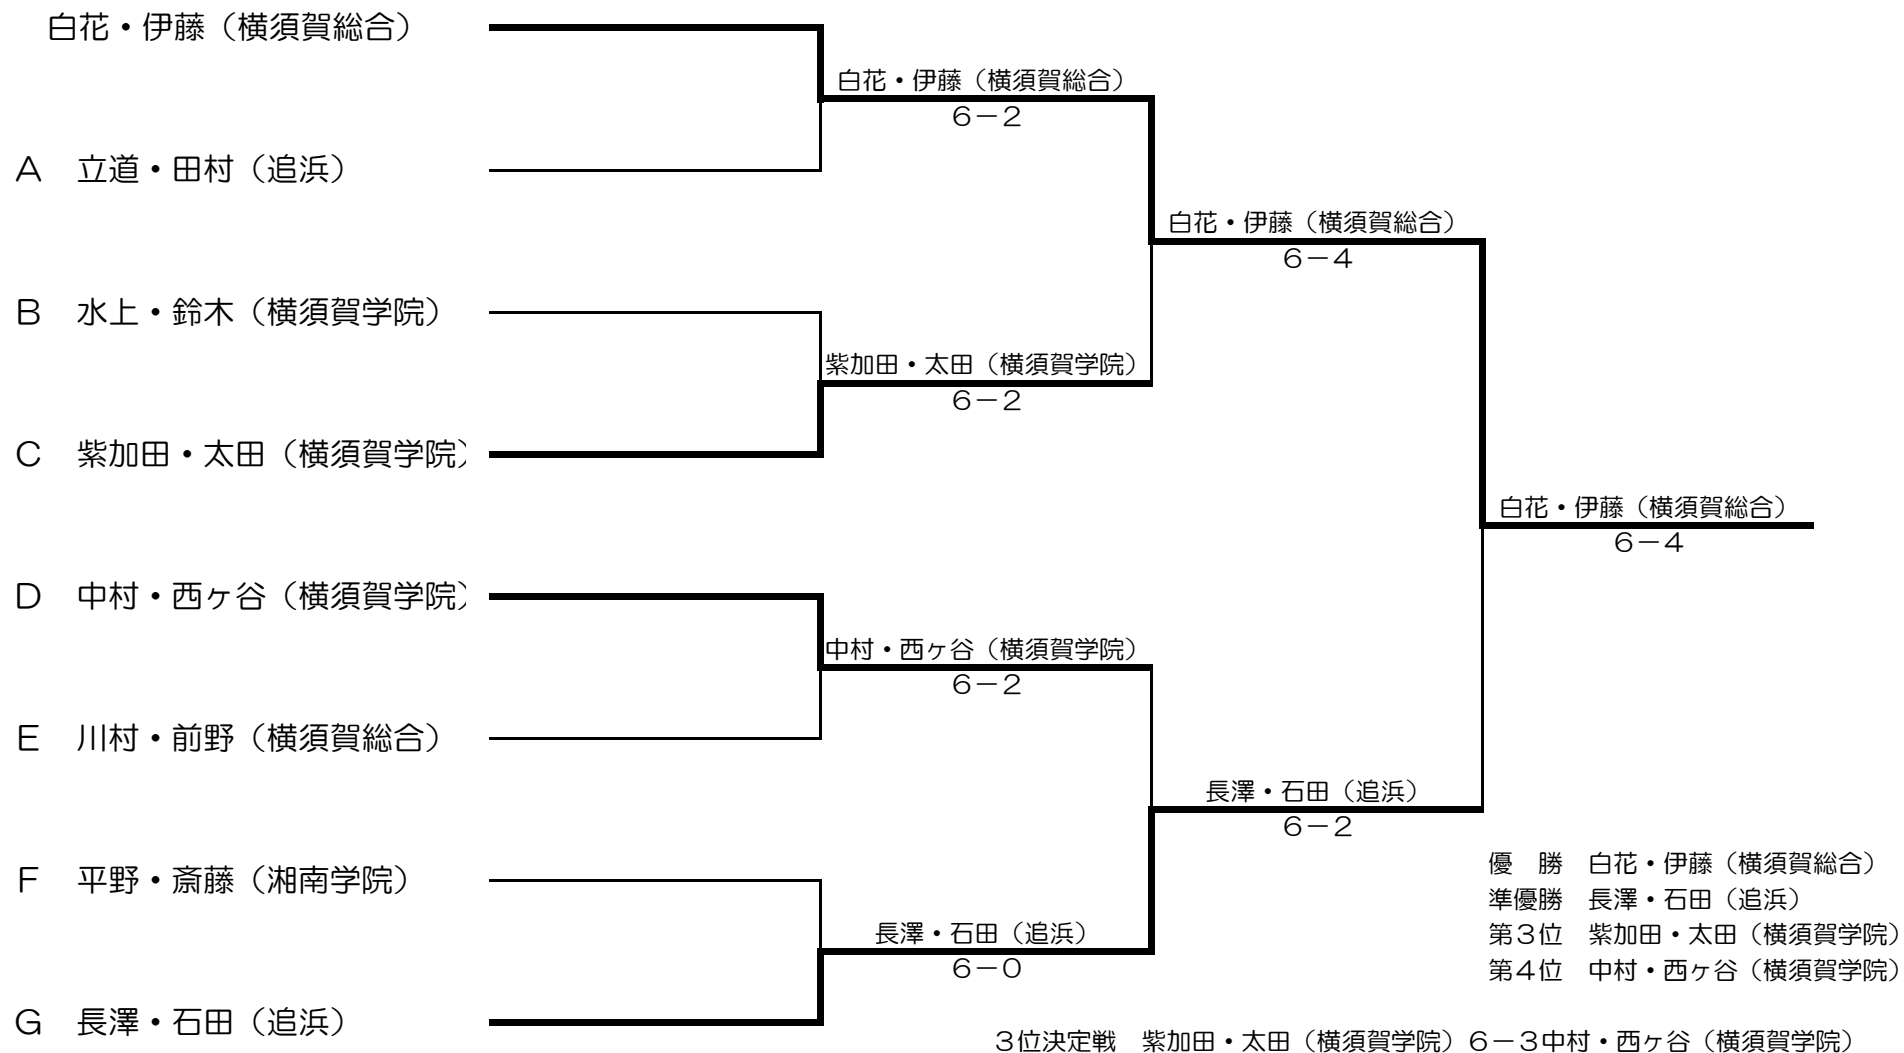 白花・伊藤（横須賀総合）
白花・伊藤（横須賀総合）
６－２
A　立道・田村（追浜）
白花・伊藤（横須賀総合）
６－４
B　水上・鈴木（横須賀学院）
紫加田・太田（横須賀学院）
６－２
C　紫加田・太田（横須賀学院）
白花・伊藤（横須賀総合）
６－４
D　中村・西ヶ谷（横須賀学院）
中村・西ヶ谷（横須賀学院）
６－２
E　川村・前野（横須賀総合）
長澤・石田（追浜）
６－２
F　平野・斎藤（湘南学院）
長澤・石田（追浜）
６－０
G　長澤・石田（追浜）
優　勝　白花・伊藤（横須賀総合）
準優勝　長澤・石田（追浜）
第３位　紫加田・太田（横須賀学院）
第４位　中村・西ヶ谷（横須賀学院）
３位決定戦　紫加田・太田（横須賀学院）６－３中村・西ヶ谷（横須賀学院）